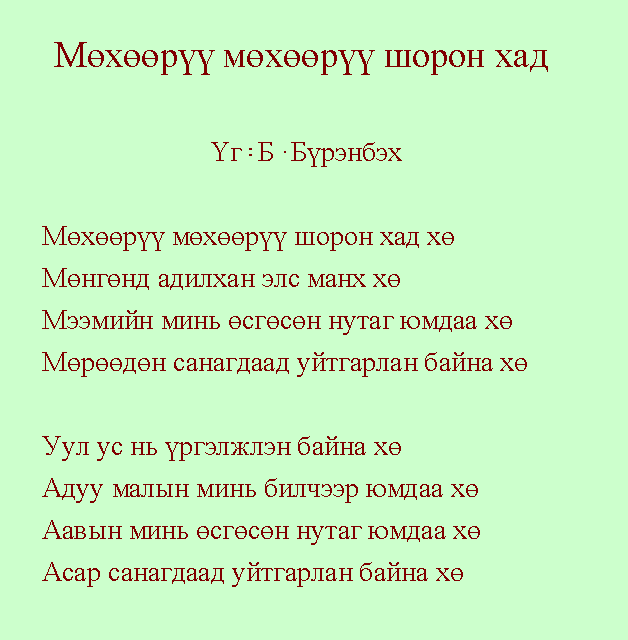 Мөхөөрүү мөхөөрүү шорон хад
Үг : Б · Бүрэнбэх
Мөхөөрүү мөхөөрүү шорон хад хө
Мөнгөнд адилхан элс манх хө
Мээмийн минь өсгөсөн нутаг юмдаа хө
Мөрөөдөн санагдаад уйтгарлан байна хө
Уул ус нь үргэлжлэн байна хө
Адуу малын минь билчээр юмдаа хө
Аавын минь өсгөсөн нутаг юмдаа хө
Асар санагдаад уйтгарлан байна хө